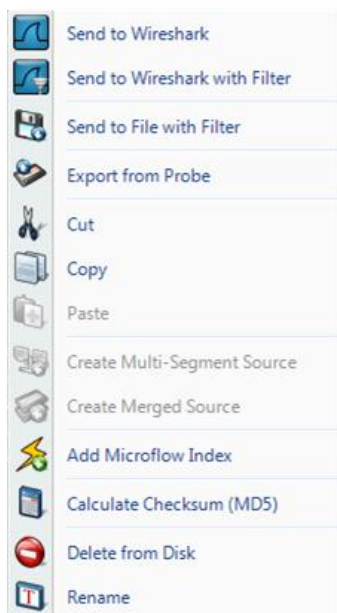 Send to Wireshark
Send to Wireshark with Filter
Send to File with Filter
Export from Probe
Cut
Copy
Paste
Create Multi-Segment Source
Create Merged Source
Add Microflow Index
Calculate Checksum (MD5)
Delete from Disk
T Rename